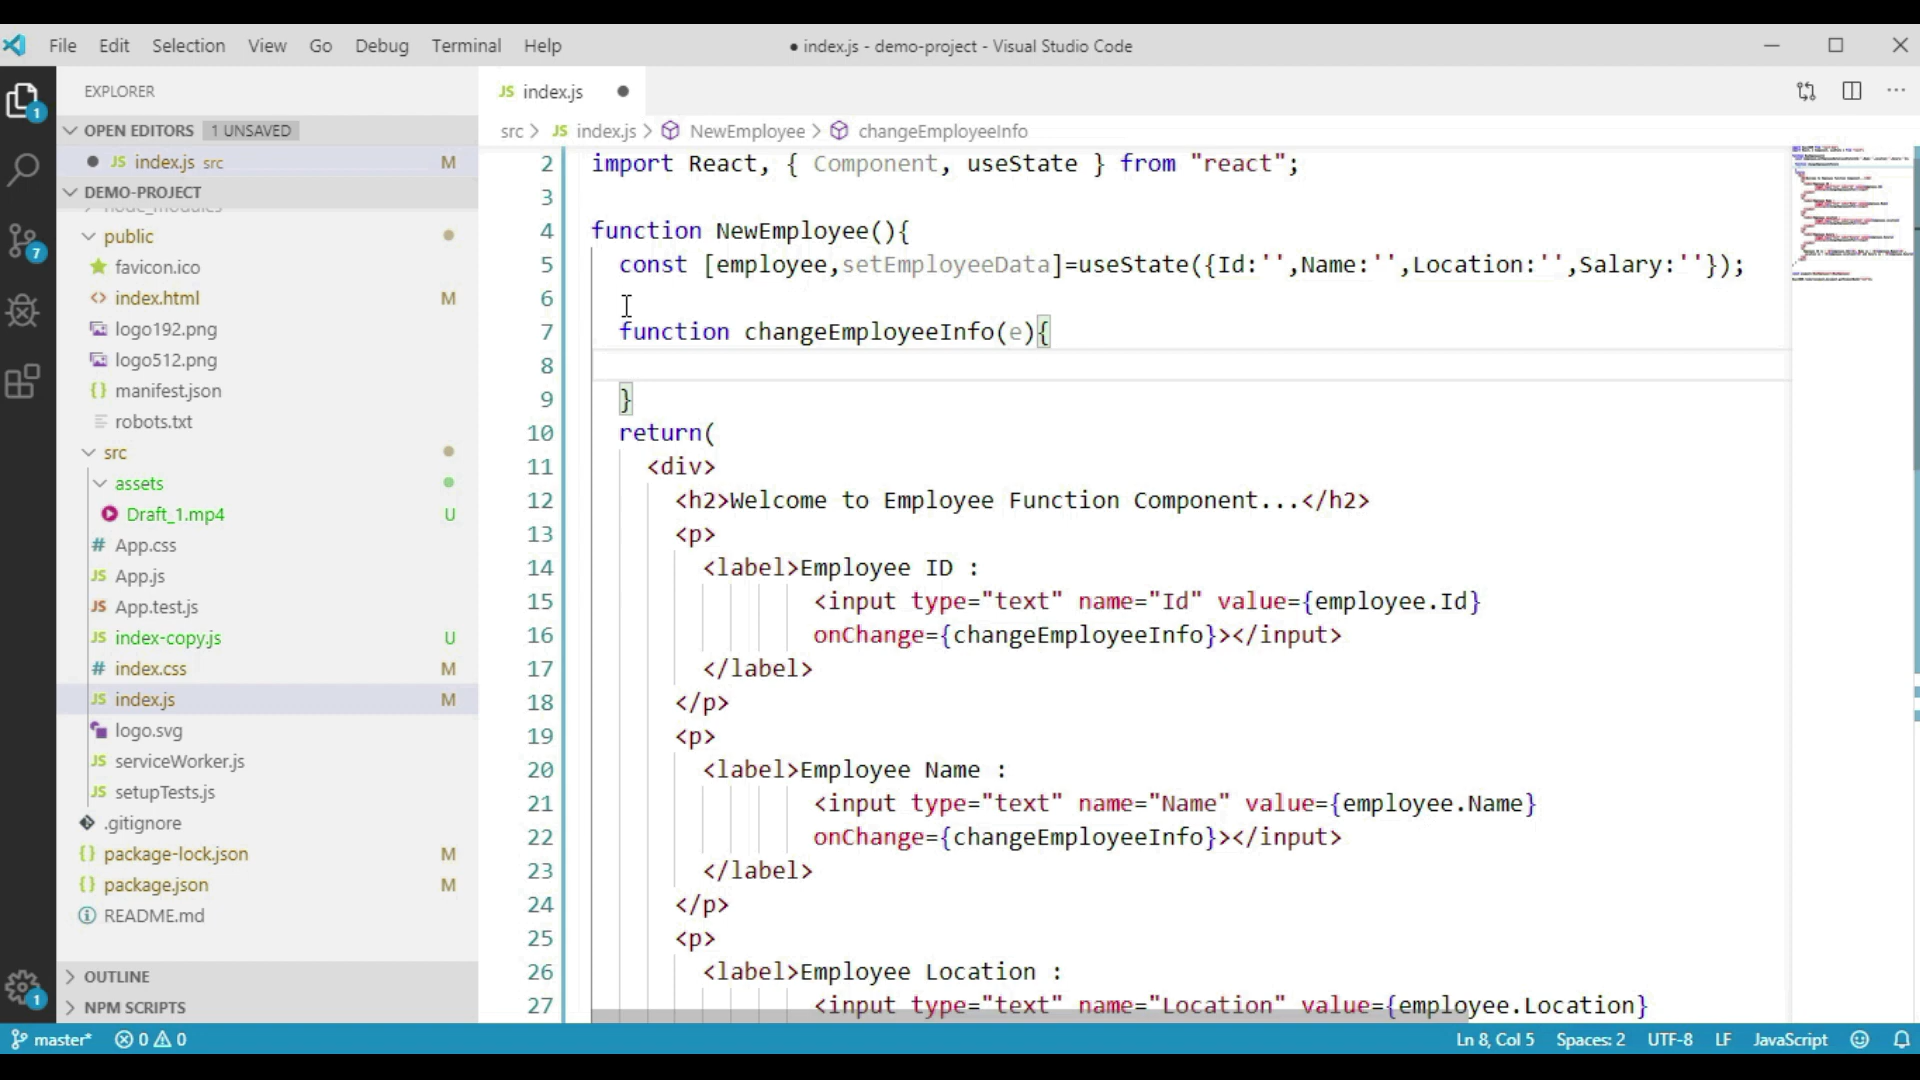 File Edit Selection View Go Debug Terminal Help
● index.js - demo-project - Visual Studio Code
EXPLORER
OPEN EDITORS 1 UNSAVED
● JS index.js src M
DEMO-PROJECT
node_modules
public
favicon.ico
<> index.html M
logo192.png
logo512.png
{} manifest.json
robots.txt
src
assets
Draft_1.mp4 U
# App.css
JS App.js
JS App.test.js
JS index-copy.js U
# index.css M
JS index.js M
logo.svg
JS serviceWorker.js
JS setupTests.js
.gitignore
{} package-lock.json M
{} package.json M
README.md
OUTLINE
NPM SCRIPTS
1
7
1
JS index.js ●
src > JS index.js > NewEmployee > changeEmployeeInfo
2 import React, { Component, useState } from "react";
3
4 function NewEmployee(){
5 const [employee,setEmployeeData]=useState({Id:'',Name:'',Location:'',Salary:''});
6
7 function changeEmployeeInfo(e){
8
9 }
10 return(
11 <div>
12 <h2>Welcome to Employee Function Component...</h2>
13 <p>
14 <label>Employee ID :
15 <input type="text" name="Id" value={employee.Id}
16 onChange={changeEmployeeInfo}></input>
17 </label>
18 </p>
19 <p>
20 <label>Employee Name :
21 <input type="text" name="Name" value={employee.Name}
22 onChange={changeEmployeeInfo}></input>
23 </label>
24 </p>
25 <p>
26 <label>Employee Location :
27 <input type="text" name="Location" value={employee.Location}
master* 0 0
Ln 8, Col 5 Spaces: 2 UTF-8 LF JavaScript